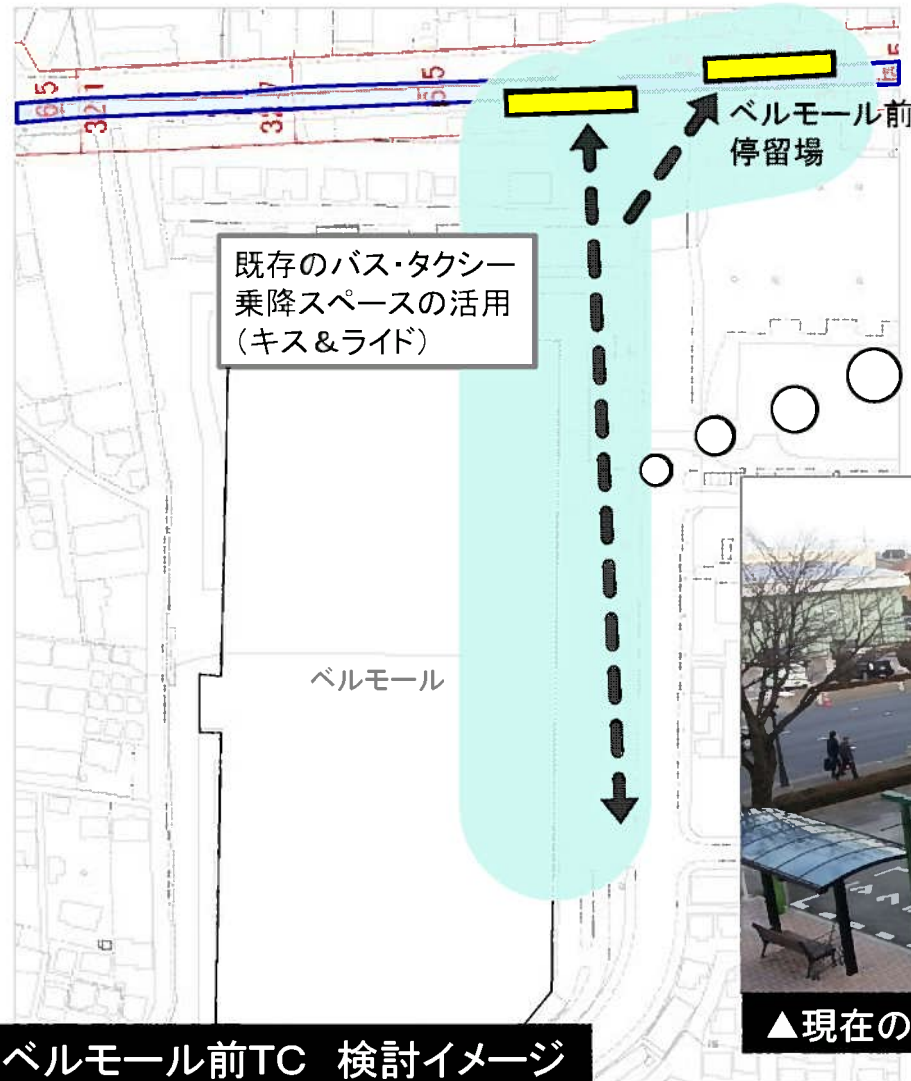 ベルモール前
停留場
既存のバス・タクシー
乗降スペースの活用
(キス&ライド)
ベルモール
▲現在の
ベルモール前TC 検討イメージ